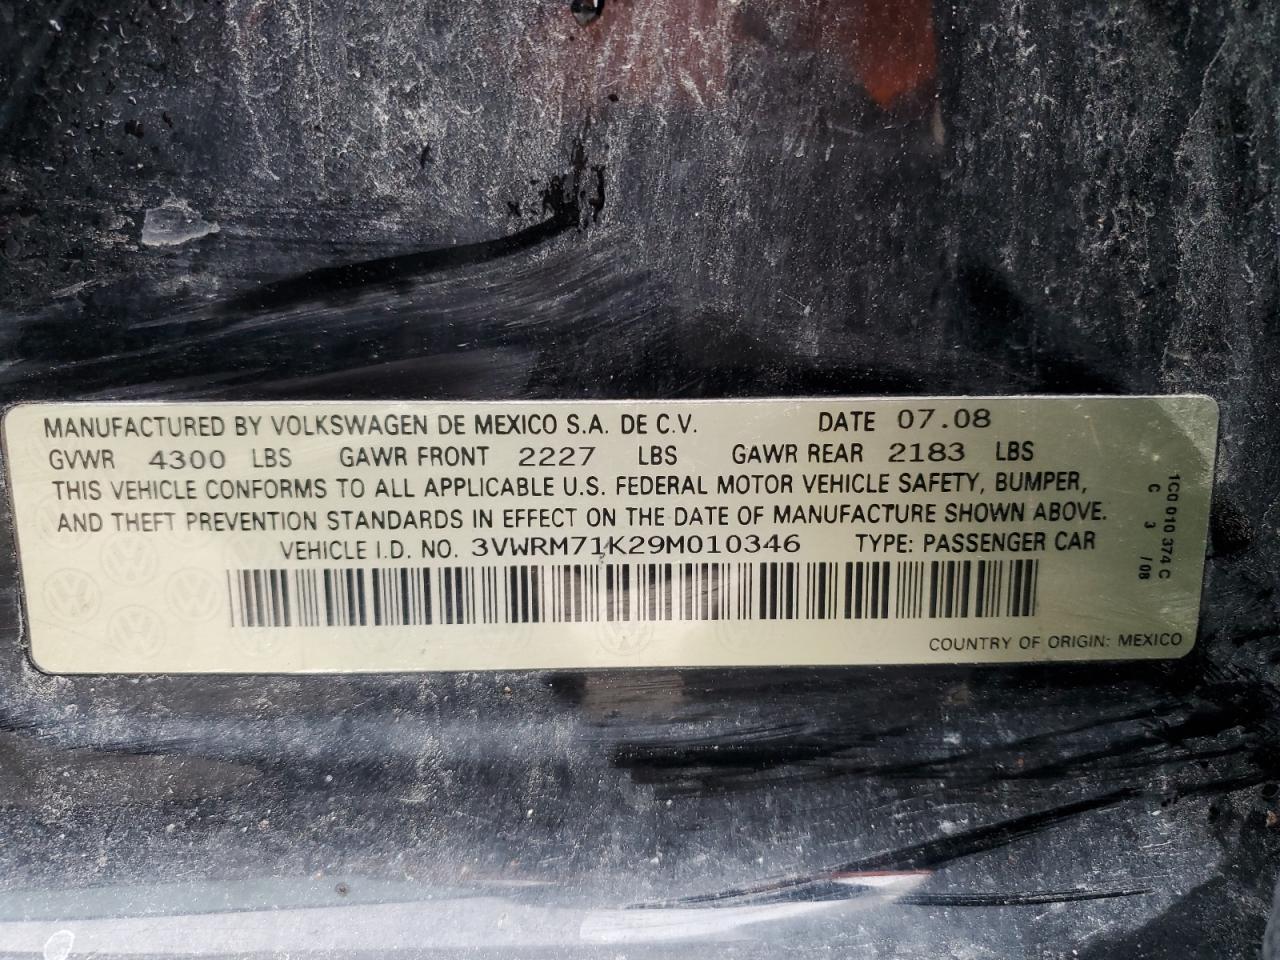 MANUFACTURED BY VOLKSWAGEN DE MEXICO S.A. DE C.V. DATE 07.08
GVWR 4300 LBS GAWR FRONT 2227 LBS GAWR REAR 2183 LBS
THIS VEHICLE CONFORMS TO ALL APPLICABLE U.S. FEDERAL MOTOR VEHICLE SAFETY, BUMPER,
AND THEFT PREVENTION STANDARDS IN EFFECT ON THE DATE OF MANUFACTURE SHOWN ABOVE.
VEHICLE I.D. NO. 3VWRM71K29M010346 TYPE: PASSENGER CAR
COUNTRY OF ORIGIN: MEXICO
1C0 010 374 C
C 3 /08